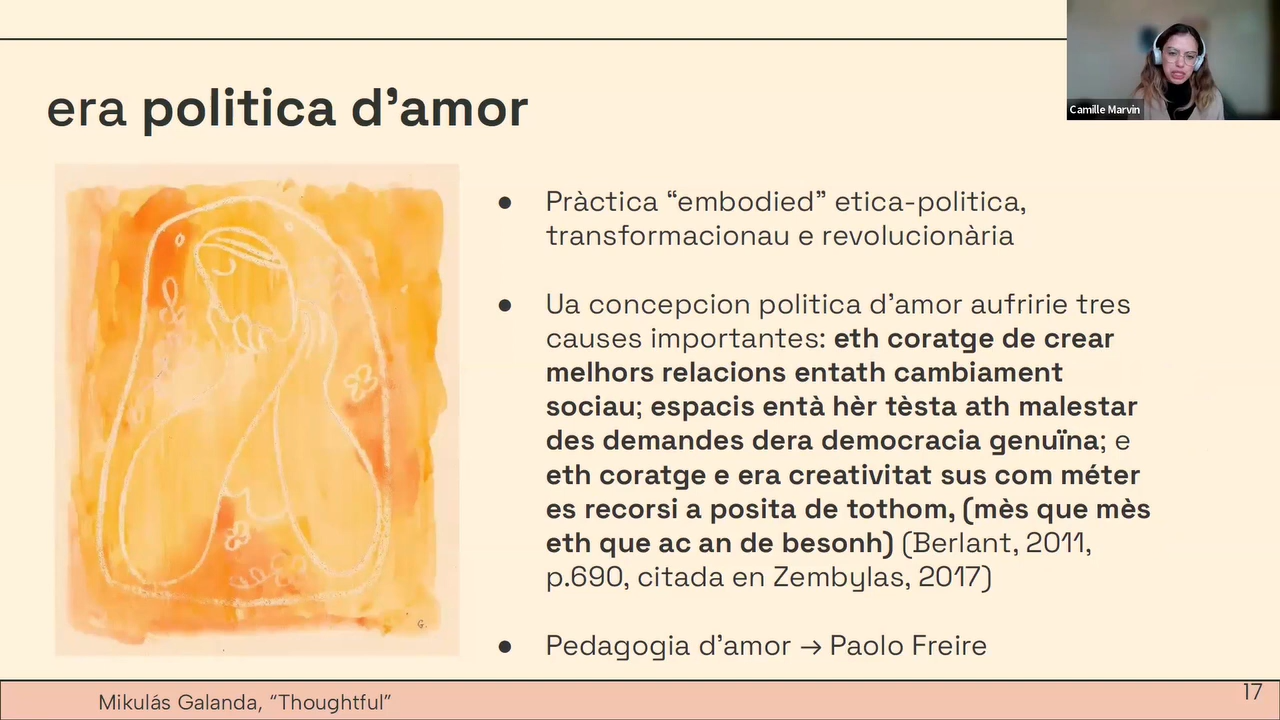 Camille Marvin
era politica d’amor
● Pràctica “embodied” etica-politica,
transformacionau e revolucionària
● Ua concepcion politica d’amor aufririe tres
causes importantes: eth coratge de crear
melhors relacions entath cambiament
sociau; espacis entà hèr tèsta ath malestar
des demandes dera democracia genuïna; e
eth coratge e era creativitat sus com méter
es recorsi a posita de tothom, (mès que mès
eth que ac an de besonh) (Berlant, 2011,
p.690, citada en Zembylas, 2017)
● Pedagogia d’amor → Paolo Freire
G.
Mikulás Galanda, “Thoughtful”
17